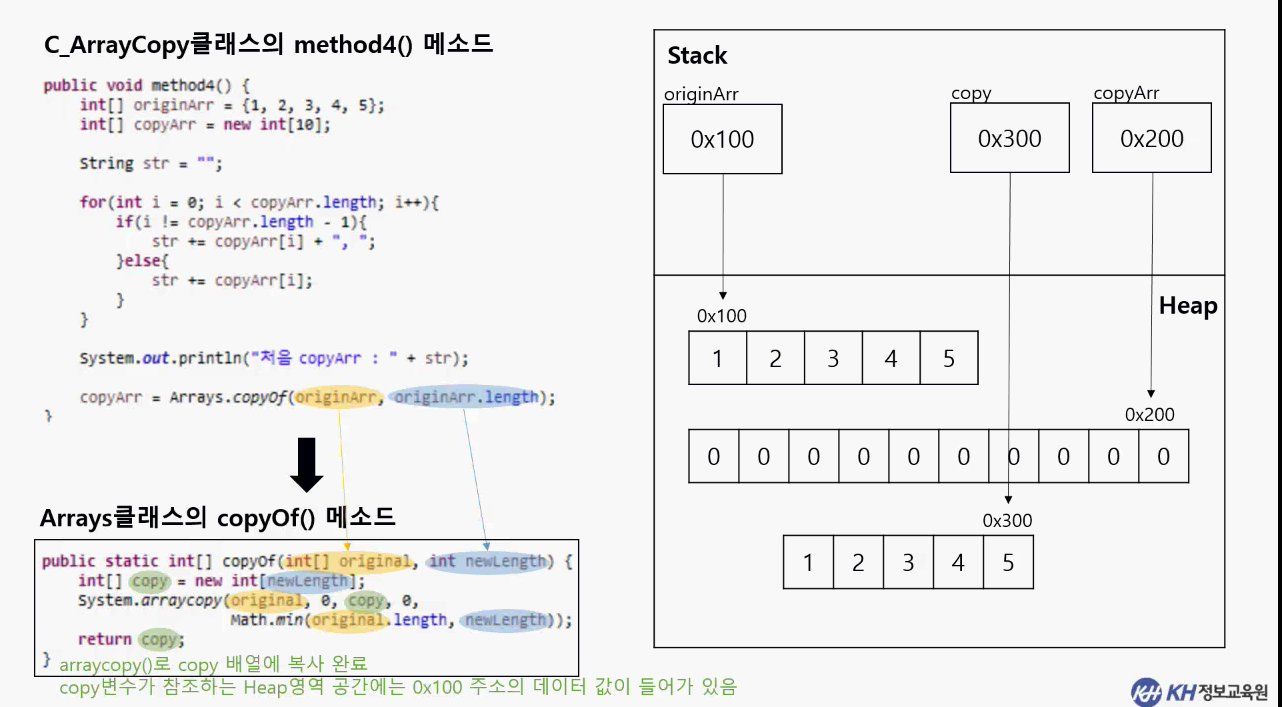 C_ArrayCopy클래스의 method4() 메소드
public void method4() {
int[] originArr = {1, 2, 3, 4, 5};
int[] copyArr = new int[10];
String str = "";
for(int i = 0; i < copyArr.length; i++){
if(i != copyArr.length - 1){
str += copyArr[i] + ", ";
}else{
str += copyArr[i];
}
}
System.out.println("처음 copyArr : " + str);
copyArr = Arrays.copyOf(originArr, originArr.length);
}
Arrays클래스의 copyOf() 메소드
public static int[] copyOf(int[] original, int newLength) {
int[] copy = new int[newLength];
System.arraycopy(original, 0, copy, 0,
Math.min(original.length, newLength));
return copy;
}
arraycopy()로 copy 배열에 복사 완료
copy변수가 참조하는 Heap영역 공간에는 0x100 주소의 데이터 값이 들어가 있음
Stack
originArr copy copyArr
0x100 0x300 0x200
Heap
0x100
1 2 3 4 5
0x200
0 0 0 0 0 0 0 0 0 0
0x300
1 2 3 4 5
KH KH정보교육원